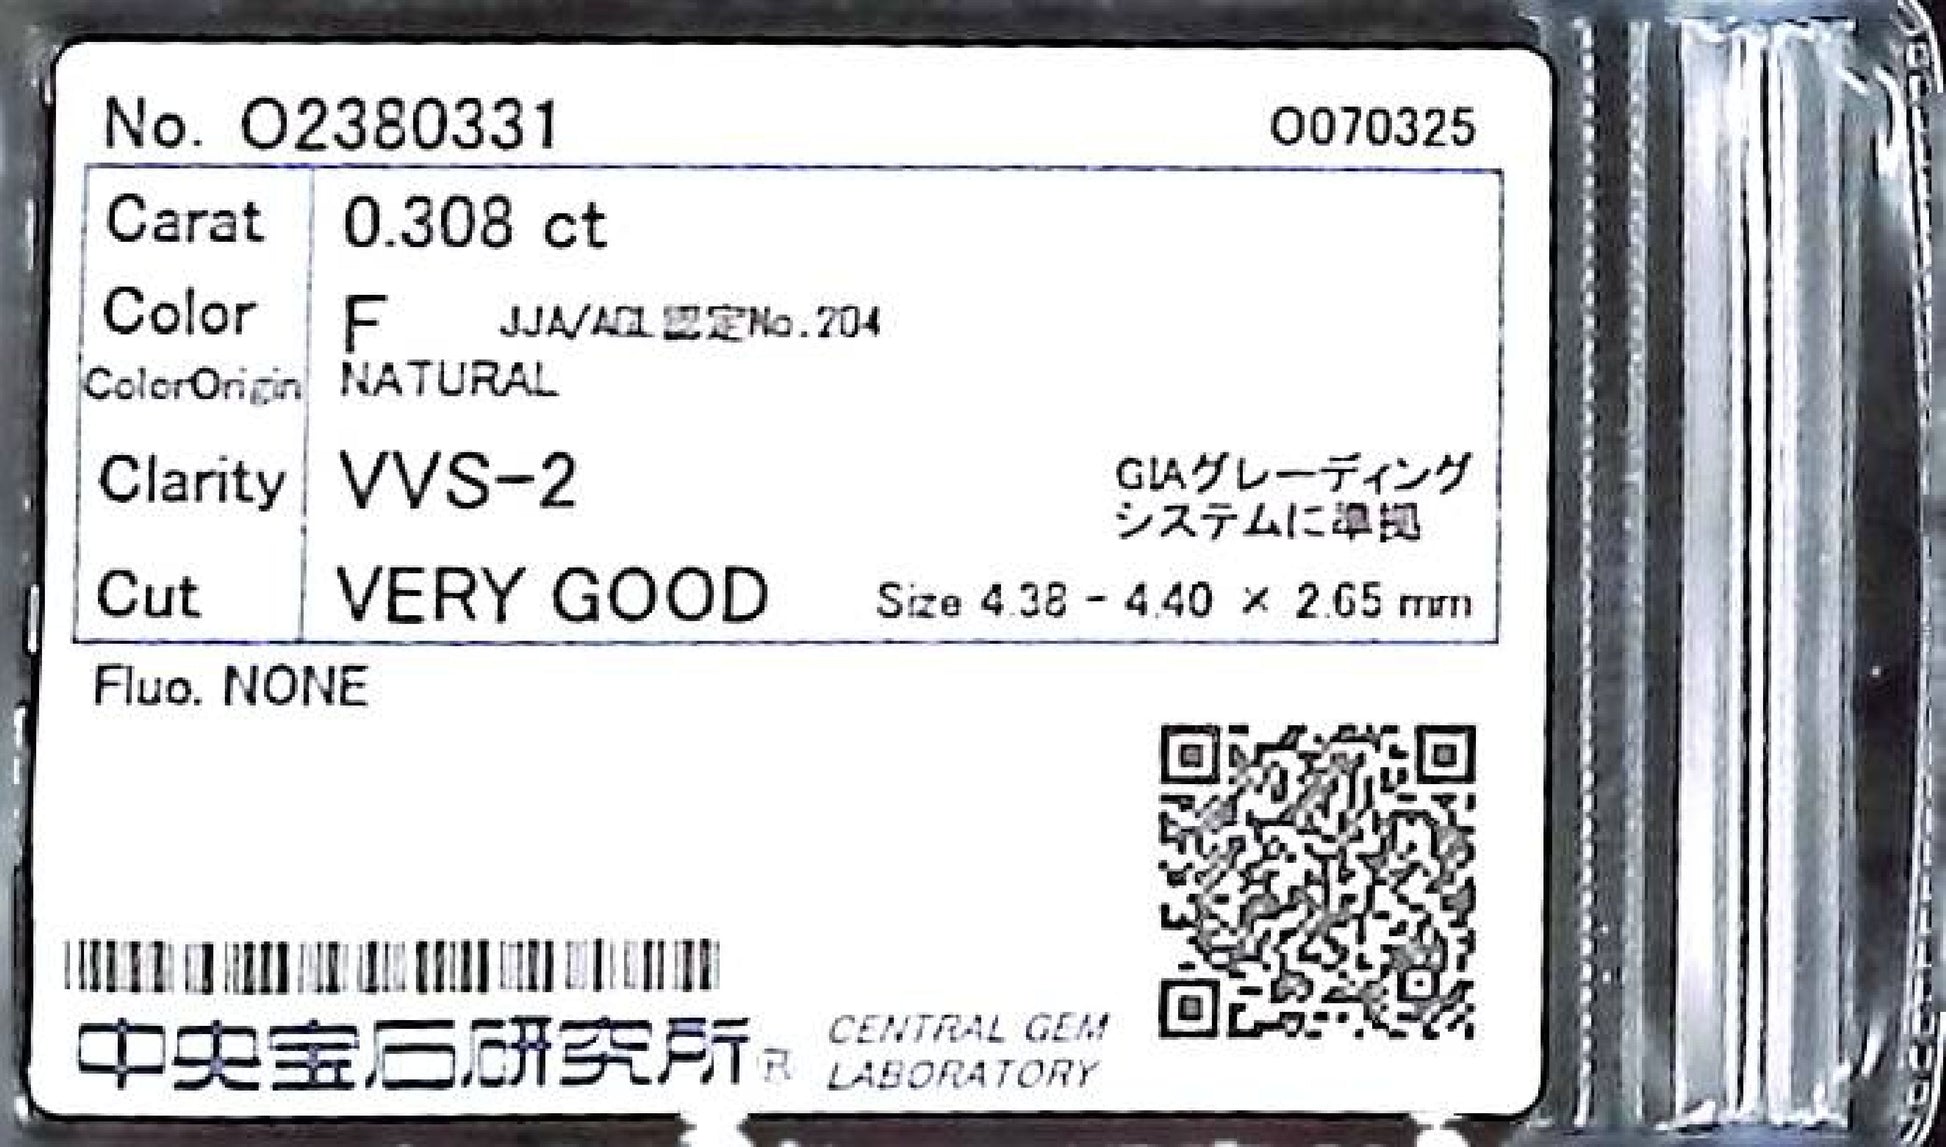 No. O2380331
O070325
Carat 0.308 ct
Color F JJA/AGL認定No.204
ColorOrigin NATURAL
Clarity VVS-2
GIAグレーディング
システムに準拠
Cut VERY GOOD Size 4.38 - 4.40 × 2.65 mm
Fluo. NONE
中央宝石研究所 R
CENTRAL GEM
LABORATORY